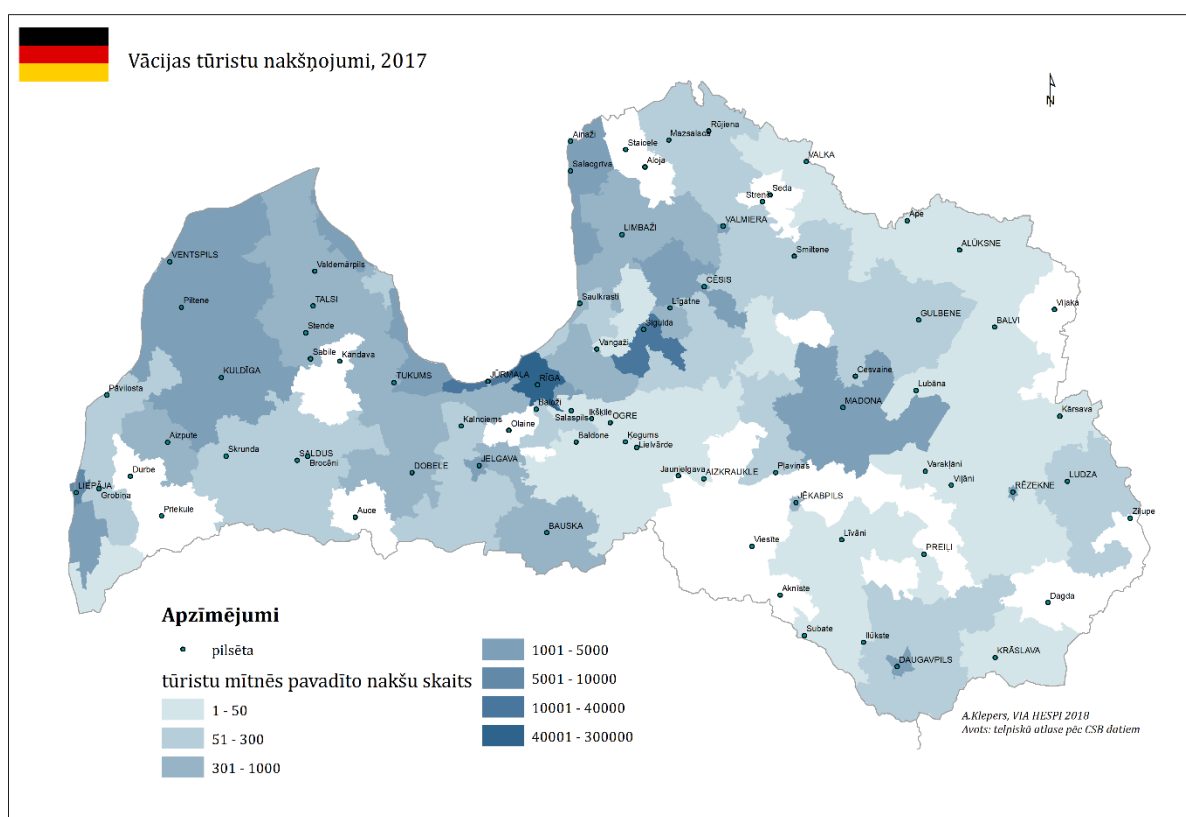 Vācijas tūristu nakšņojumi, 2017
N
Ainaži
Staicele
Mazsalaca
Rūjiena
Salacgrīva
Aloja
VALKA
Seda
Strenči
LIMBAŽI
VALMIERA
Ape
Smiltene
ALŪKSNE
VENTSPILS
Valdemārpils
CĒSIS
Piltene
TALSI
Saulkrasti
Līgatne
Viļaka
Stende
Sigulda
GULBENE
BALVI
Sabile
Kandava
Vangaži
KULDĪGA
TUKUMS
JŪRMALA
RĪGA
Cesvaine
Pāvilosta
Lubāna
MADONA
Baloži
Salaspils
Ikšķile
OGRE
Kārsava
Kalnciems
Olaine
Aizpute
Baldone
Ķegums
Lielvārde
Skrunda
SALDUS
Brocēni
DOBELE
JELGAVA
Durbe
Jaunjelgava
AIZKRAUKLE
Pļaviņas
Varakļāni
Viļāni
LUDZA
LIEPĀJA
Grobiņa
RĒZEKNE
Priekule
Auce
JĒKABPILS
Zilupe
BAUSKA
Viesīte
Līvāni
PREIĻI
Akniste
Dagda
Subate
Ilūkste
KRĀSLAVA
DAUGAVPILS
Apzīmējumi
pilsēta
tūristu mītnēs pavadīto nakšu skaits
1 - 50
51 - 300
301 - 1000
1001 - 5000
5001 - 10000
10001 - 40000
40001 - 300000
A.Klepers, VIA HESPI 2018
Avots: telpiskā atlase pēc CSB datiem